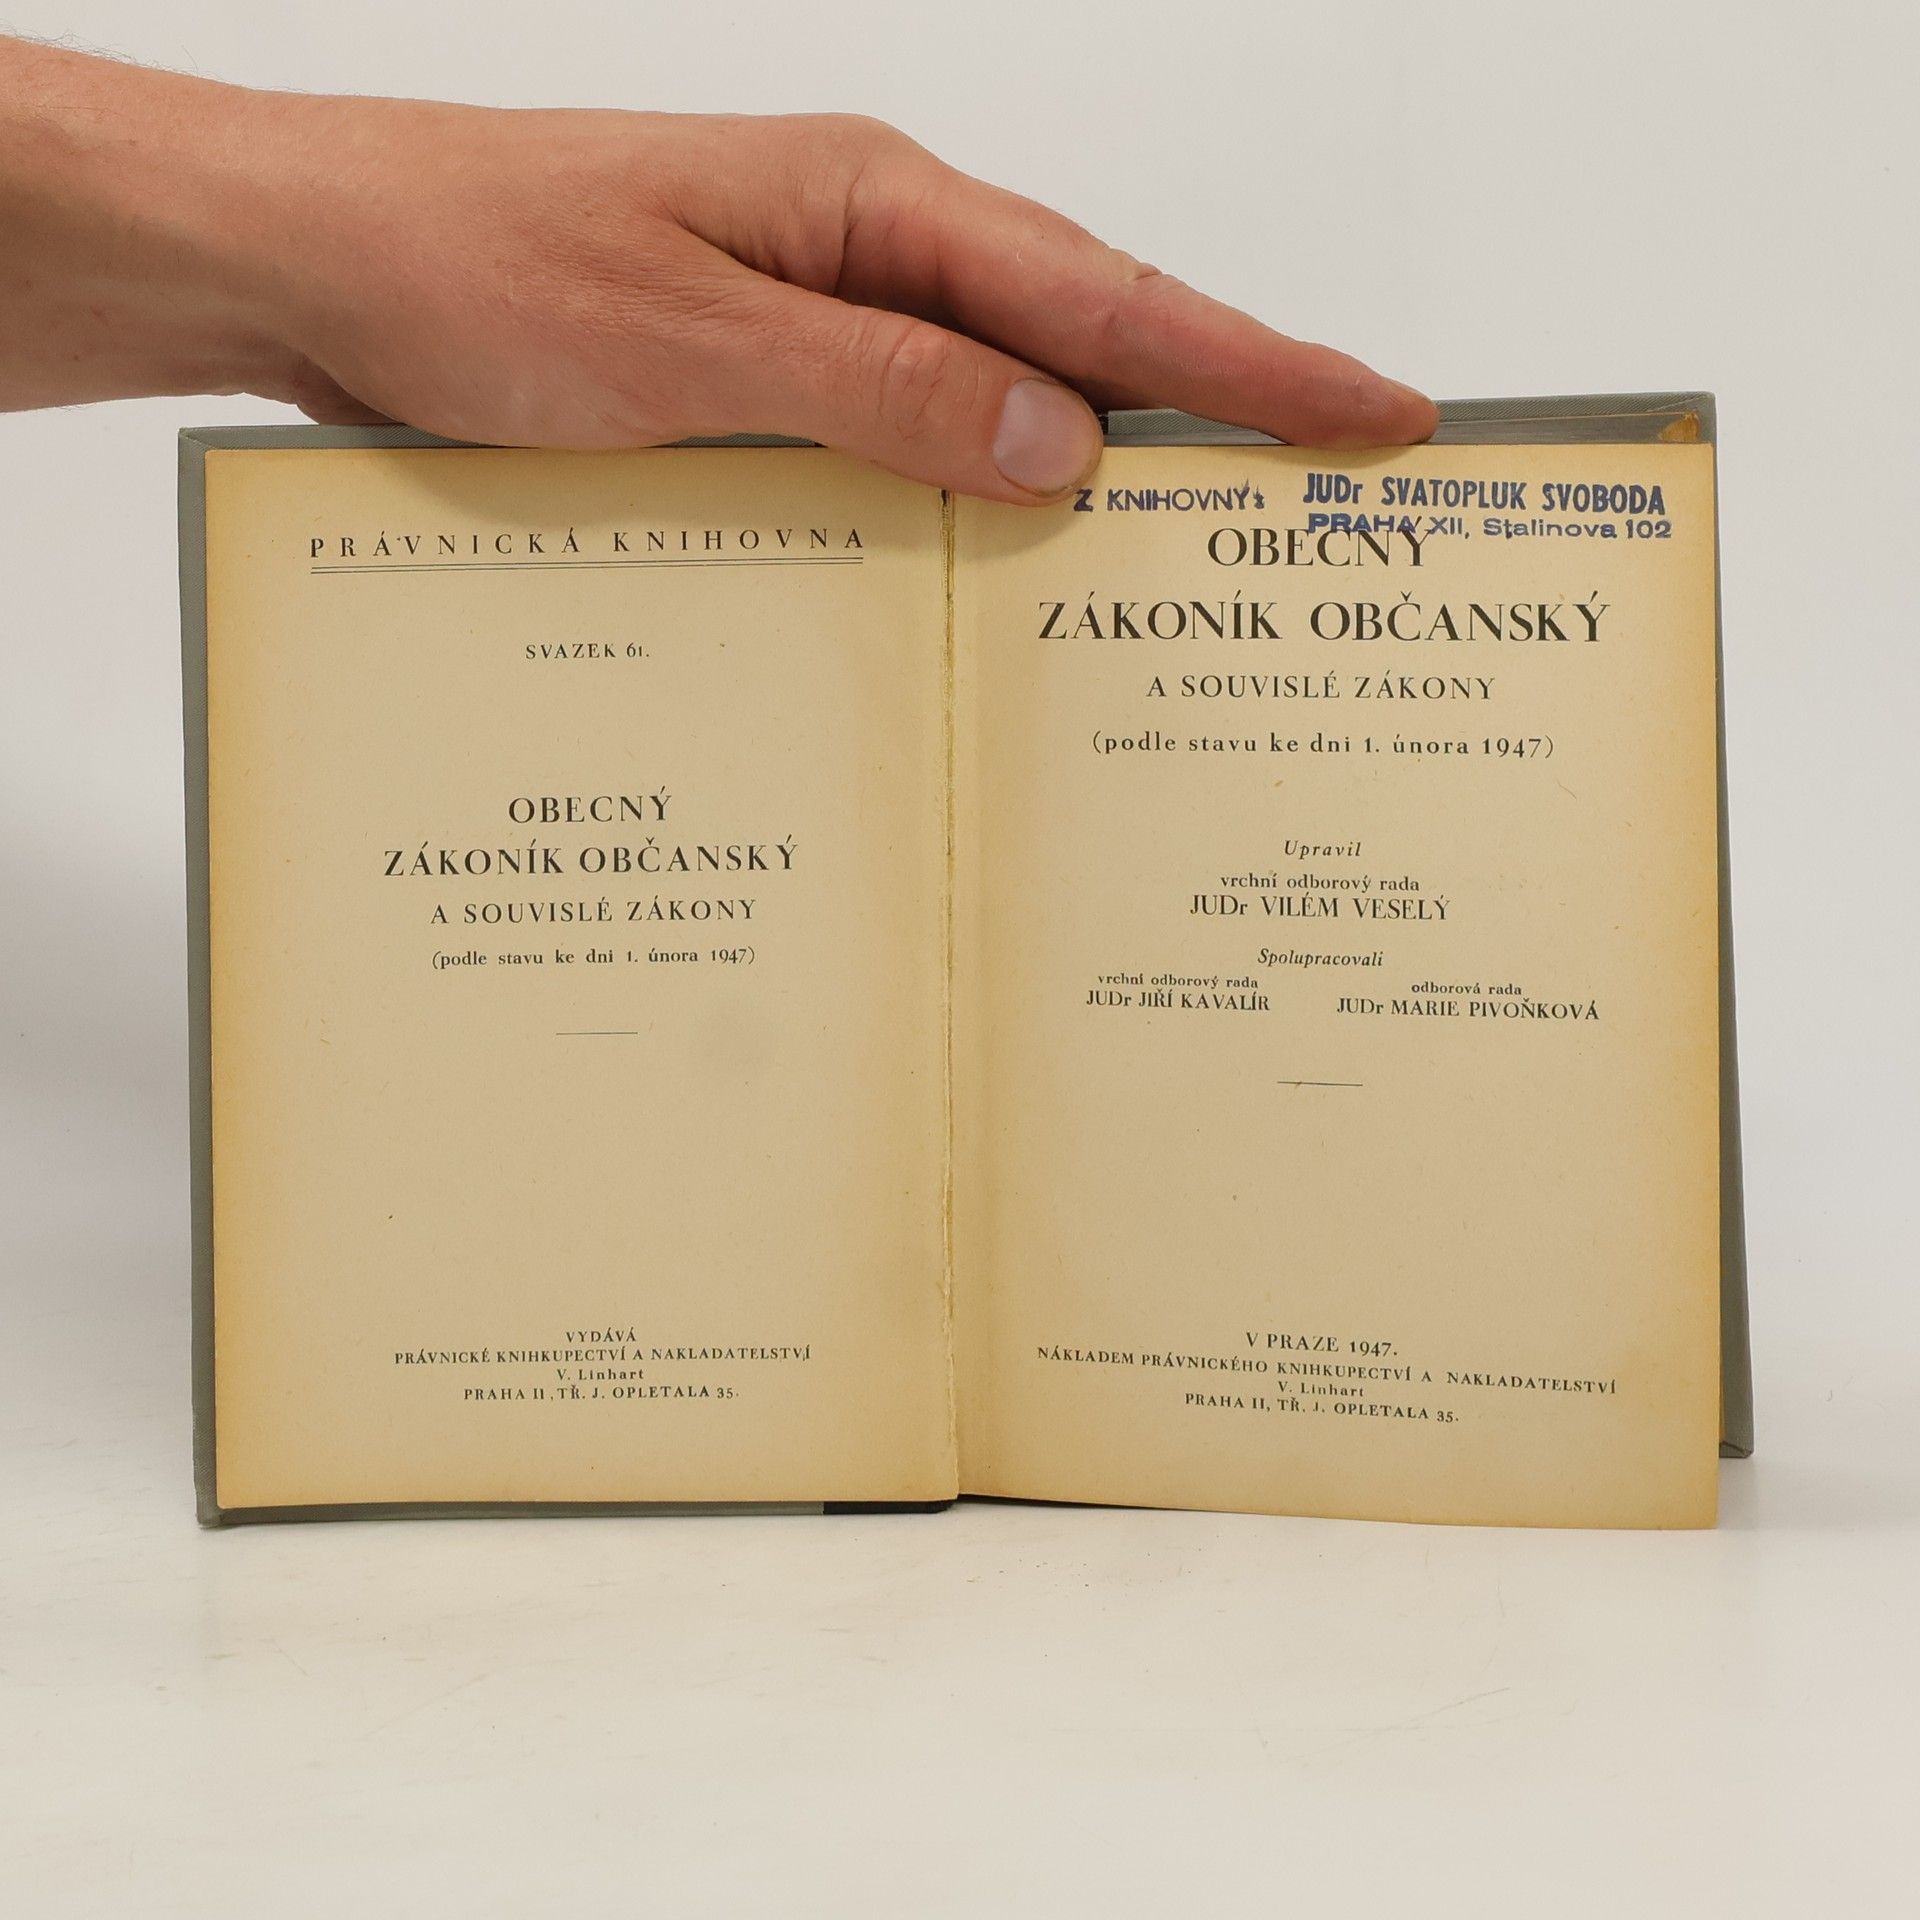 PRÁVNICKÁ KNIHOVNA
SVAZEK 61.
OBECNÝ
ZÁKONÍK OBČANSKÝ
A SOUVISLÉ ZÁKONY
(podle stavu ke dni 1. února 1947)
VYDÁVÁ
PRÁVNICKÉ KNIHKUPECTVÍ A NAKLADATELSTVÍ
V. Linhart
PRAHA II, TŘ. J. OPLETALA 35.
Z KNIHOVNY: JUDr SVATOPLUK SVOBODA
PRAHA XII, Stalinova 102
OBECNÝ
ZÁKONÍK OBČANSKÝ
A SOUVISLÉ ZÁKONY
(podle stavu ke dni 1. února 1947)
Upravil
vrchní odborový rada
JUDr VILÉM VESELÝ
Spolupracovali
vrchní odborový rada
JUDr JIŘÍ KAVALÍR
odborová rada
JUDr MARIE PIVOŇKOVÁ
V PRAZE 1947.
NÁKLADEM PRÁVNICKÉHO KNIHKUPECTVÍ A NAKLADATELSTVÍ
V. Linhart
PRAHA II, TŘ. J. OPLETALA 35.